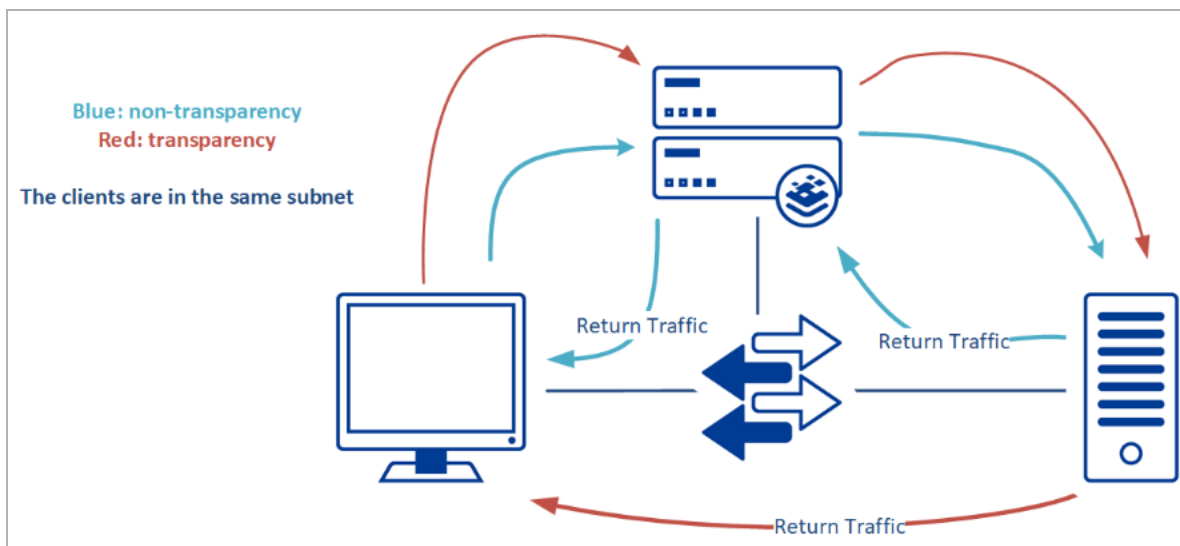 Blue: non-transparency
Red: transparency
The clients are in the same subnet
Return Traffic
Return Traffic
Return Traffic